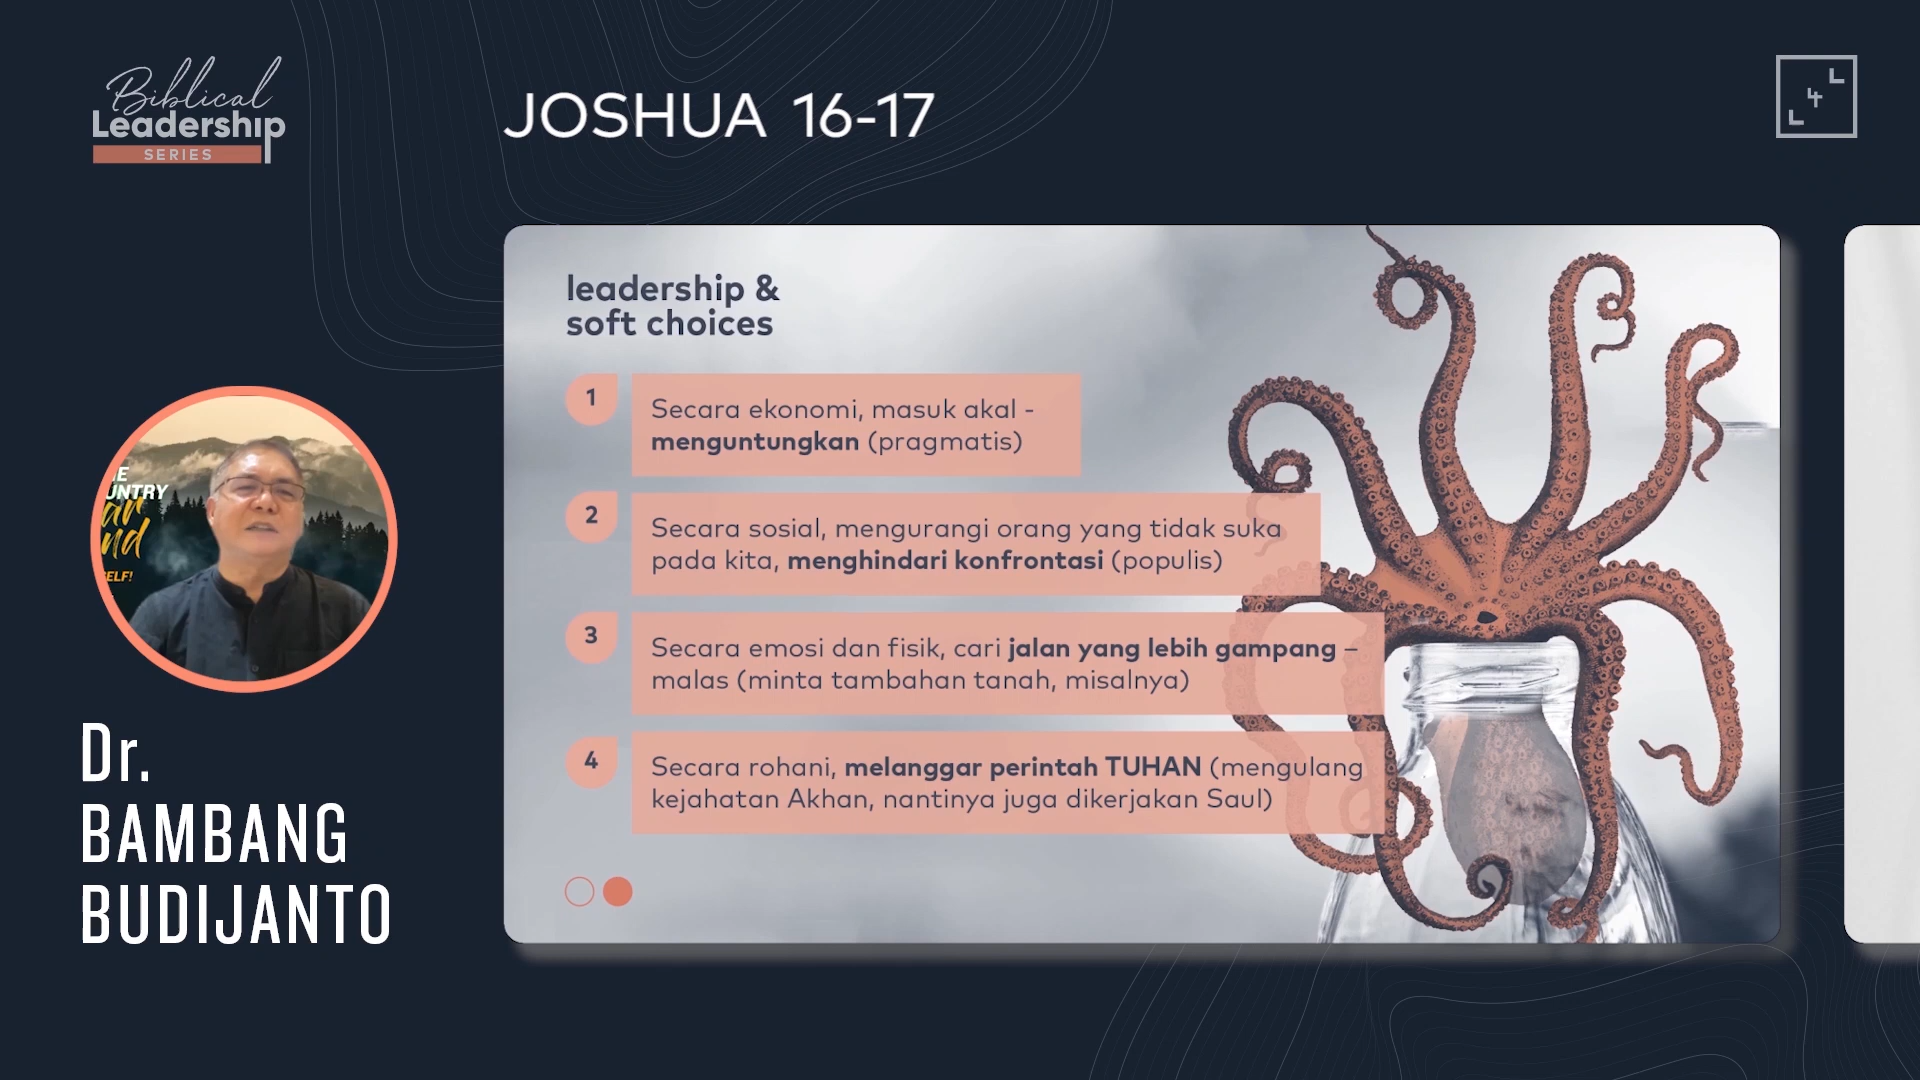 Biblical
Leadership
SERIES
JOSHUA 16-17
4
leadership &
soft choices
1
Secara ekonomi, masuk akal -
menguntungkan (pragmatis)
2
Secara sosial, mengurangi orang yang tidak suka
pada kita, menghindari konfrontasi (populis)
3
Secara emosi dan fisik, cari jalan yang lebih gampang –
malas (minta tambahan tanah, misalnya)
4
Secara rohani, melanggar perintah TUHAN (mengulang
kejahatan Akhan, nantinya juga dikerjakan Saul)
Dr.
BAMBANG
BUDIJANTO